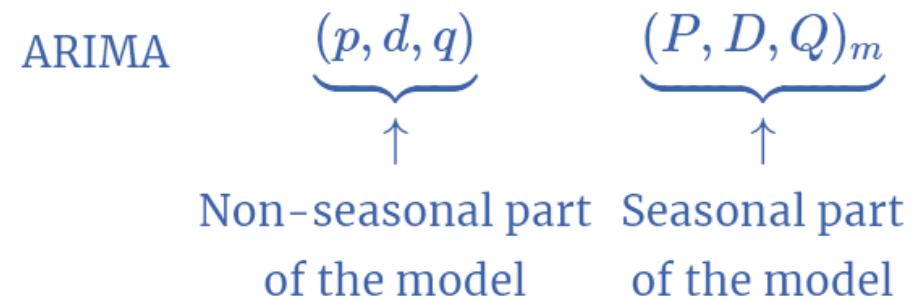 ARIMA (p, d, q) (P, D, Q)m
↑ ↑
Non-seasonal part Seasonal part
of the model of the model